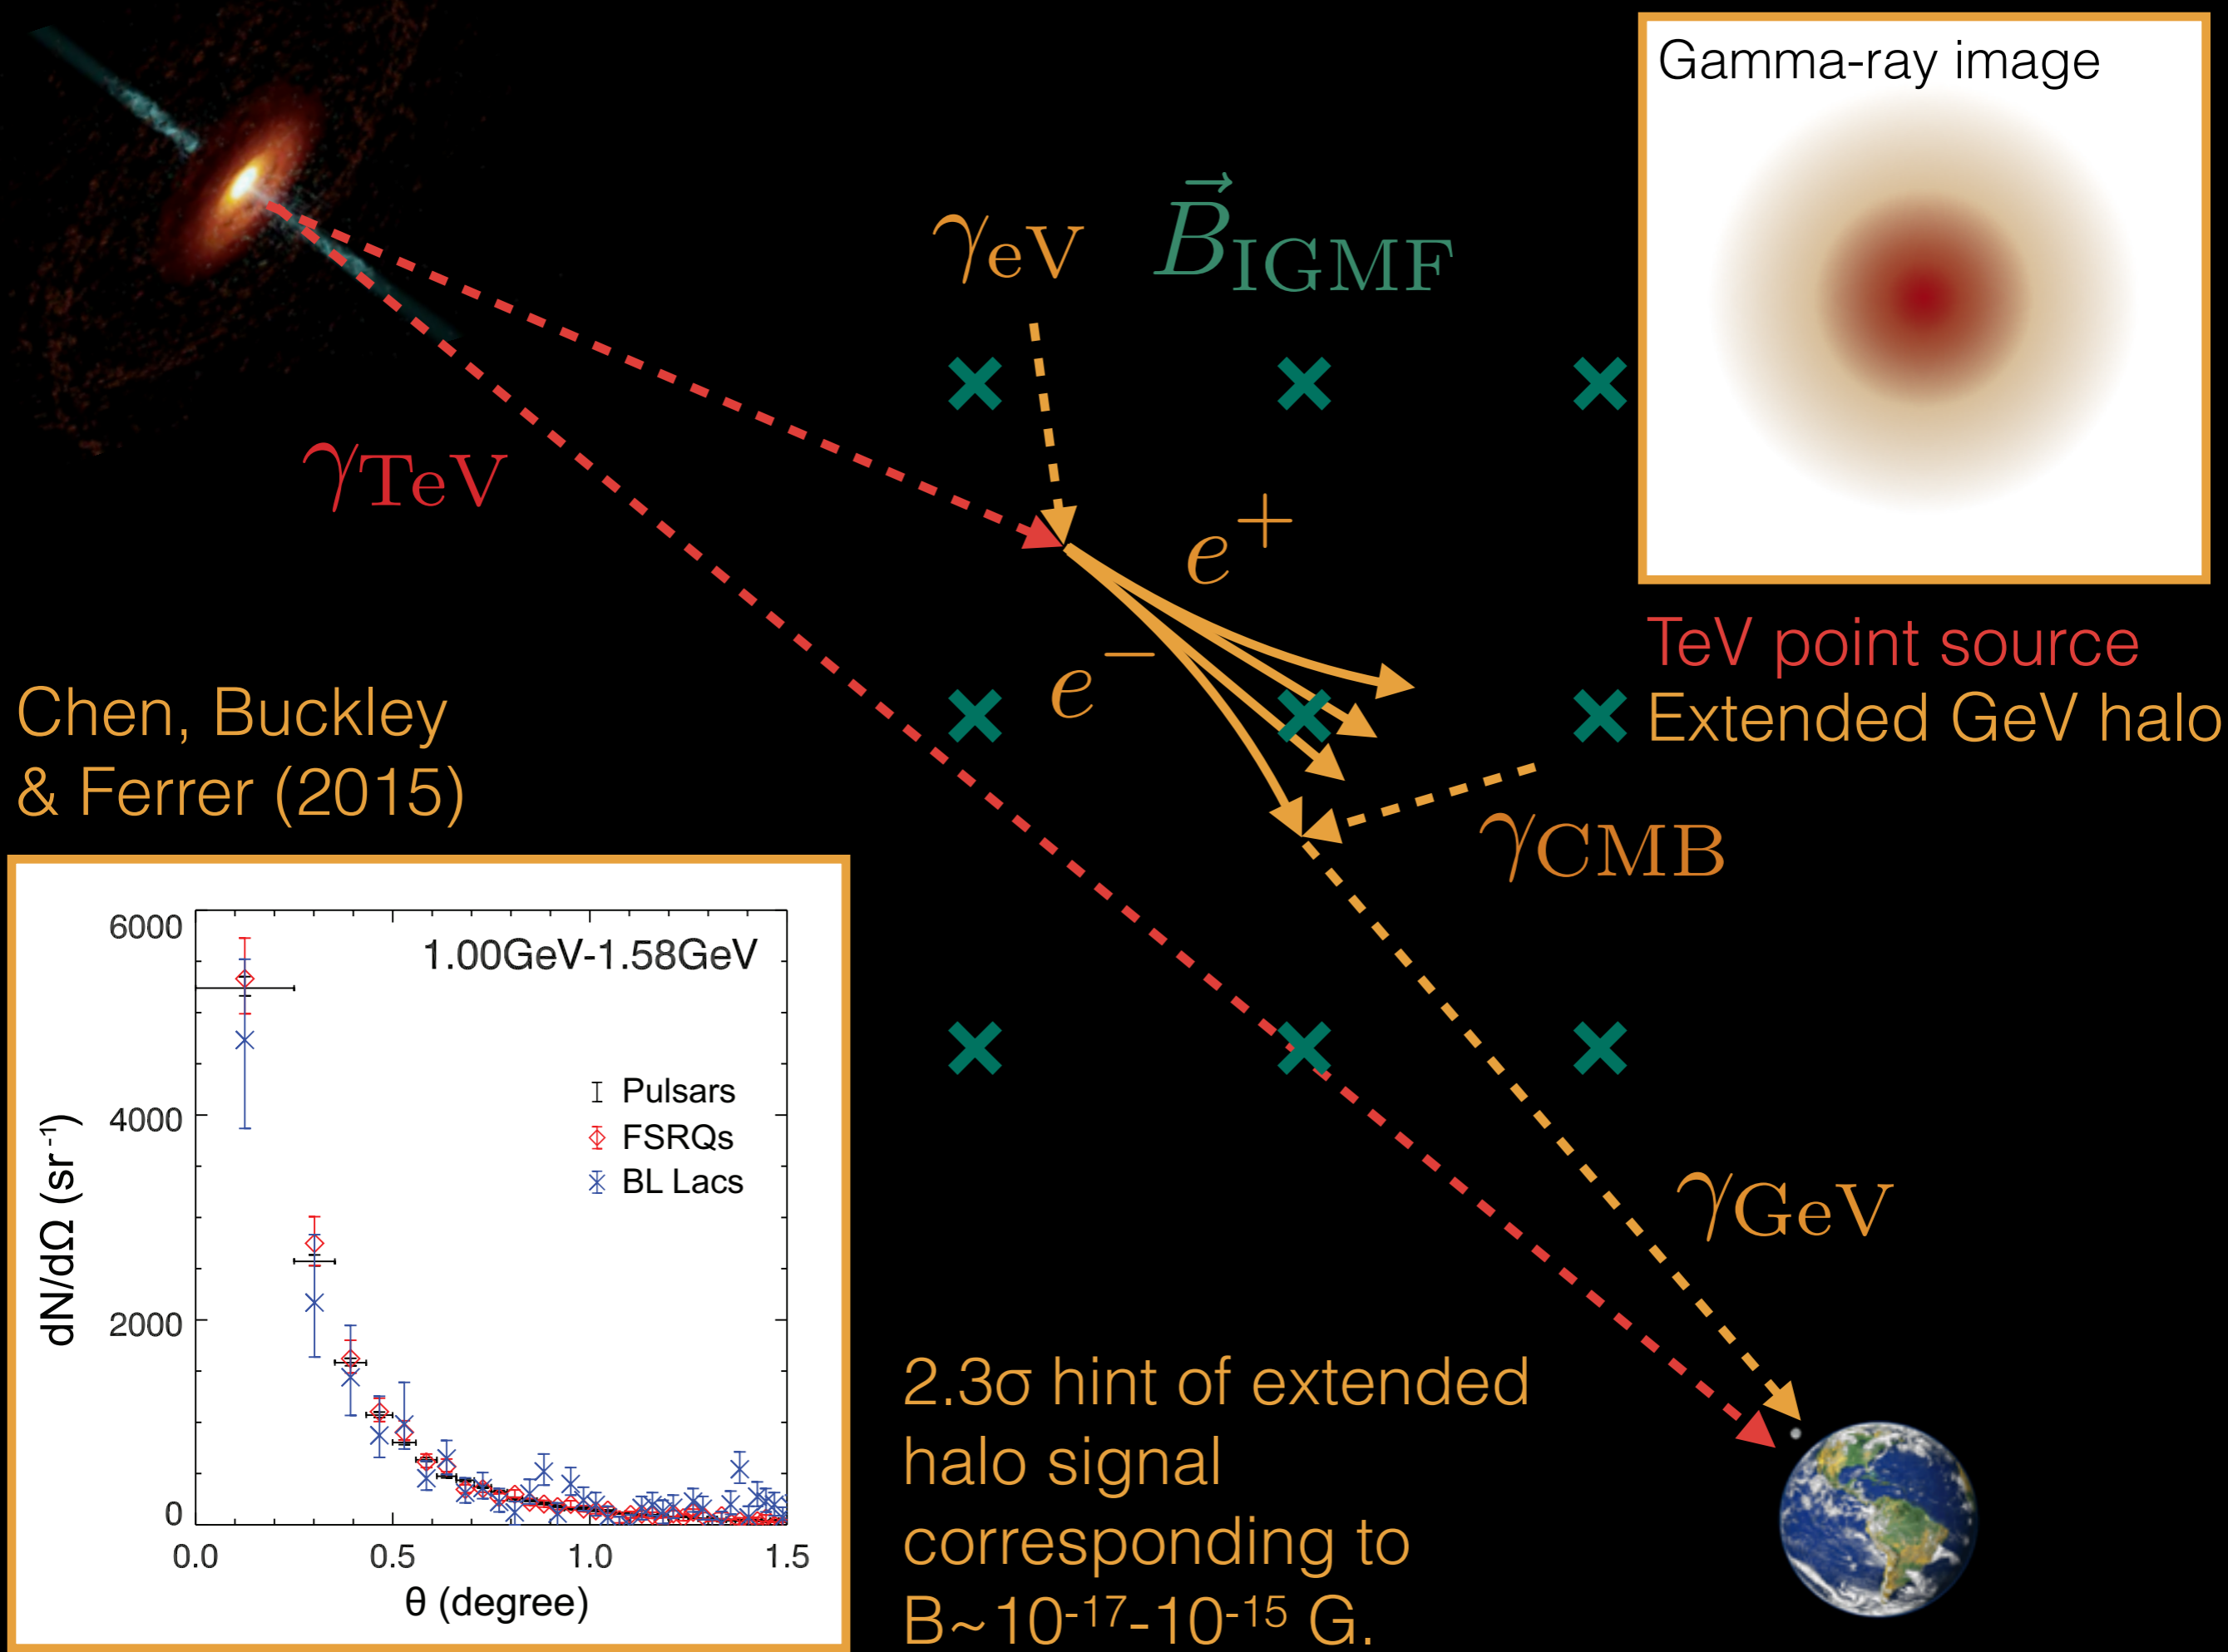 Gamma-ray image
γeV
B⃗IGMF
γTeV
e⁺
e⁻
TeV point source
Extended GeV halo
Chen, Buckley
& Ferrer (2015)
γCMB
γGeV
1.00GeV-1.58GeV
6000
4000
2000
0
dN/dΩ (sr⁻¹)
Pulsars
FSRQs
BL Lacs
0.0 0.5 1.0 1.5
θ (degree)
2.3σ hint of extended
halo signal
corresponding to
B~10⁻¹⁷-10⁻¹⁵ G.